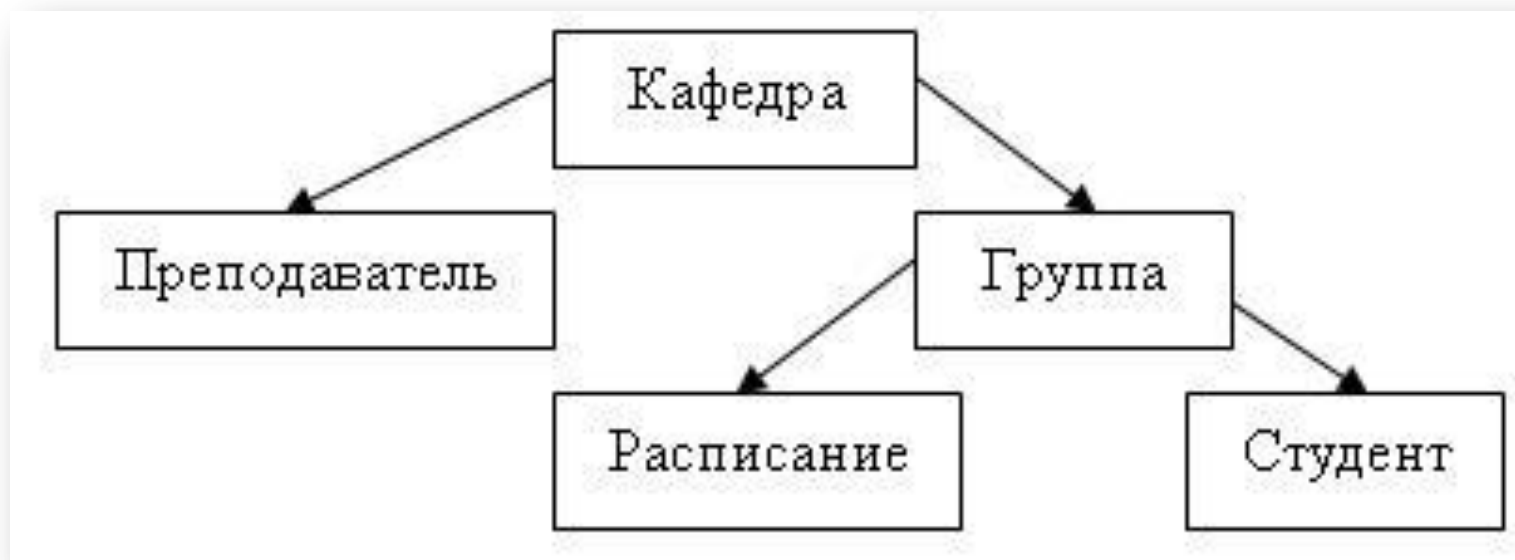 Кафедра
Преподаватель
Группа
Расписание
Студент